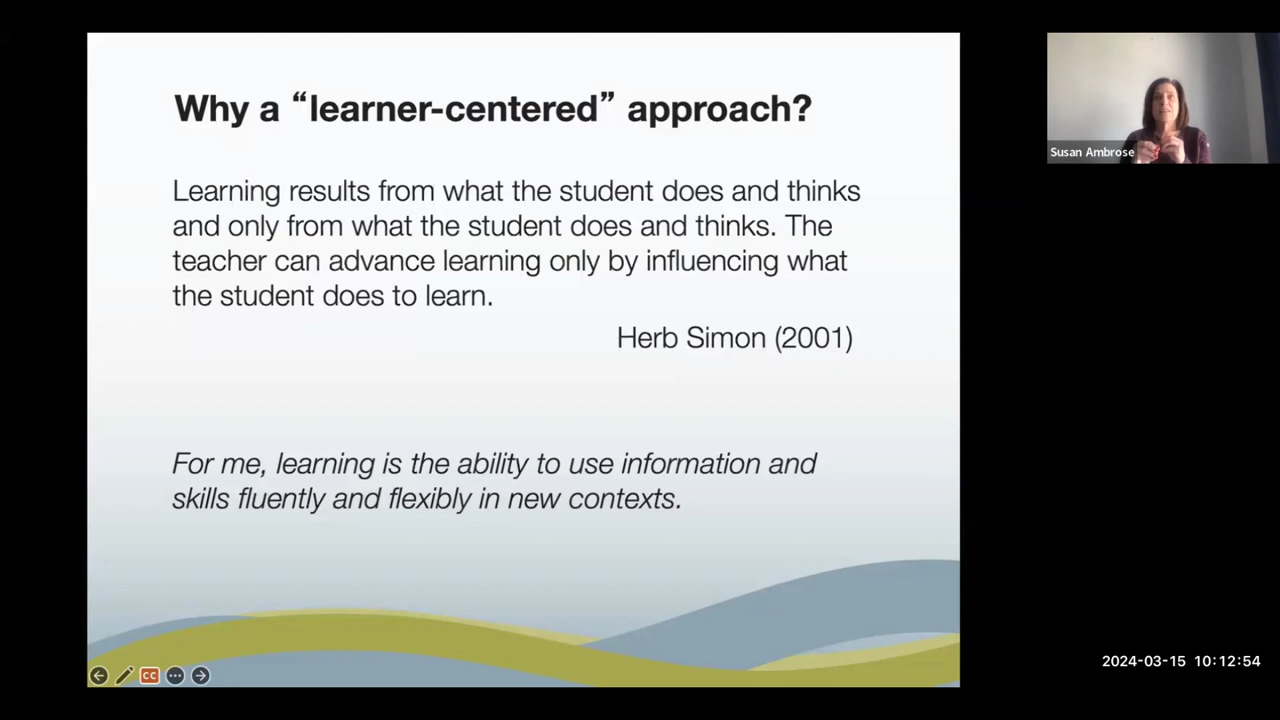 Why a “learner-centered” approach?
Learning results from what the student does and thinks
and only from what the student does and thinks. The
teacher can advance learning only by influencing what
the student does to learn.
Herb Simon (2001)
For me, learning is the ability to use information and
skills fluently and flexibly in new contexts.
CC
Susan Ambrose
2024-03-15 10:12:54